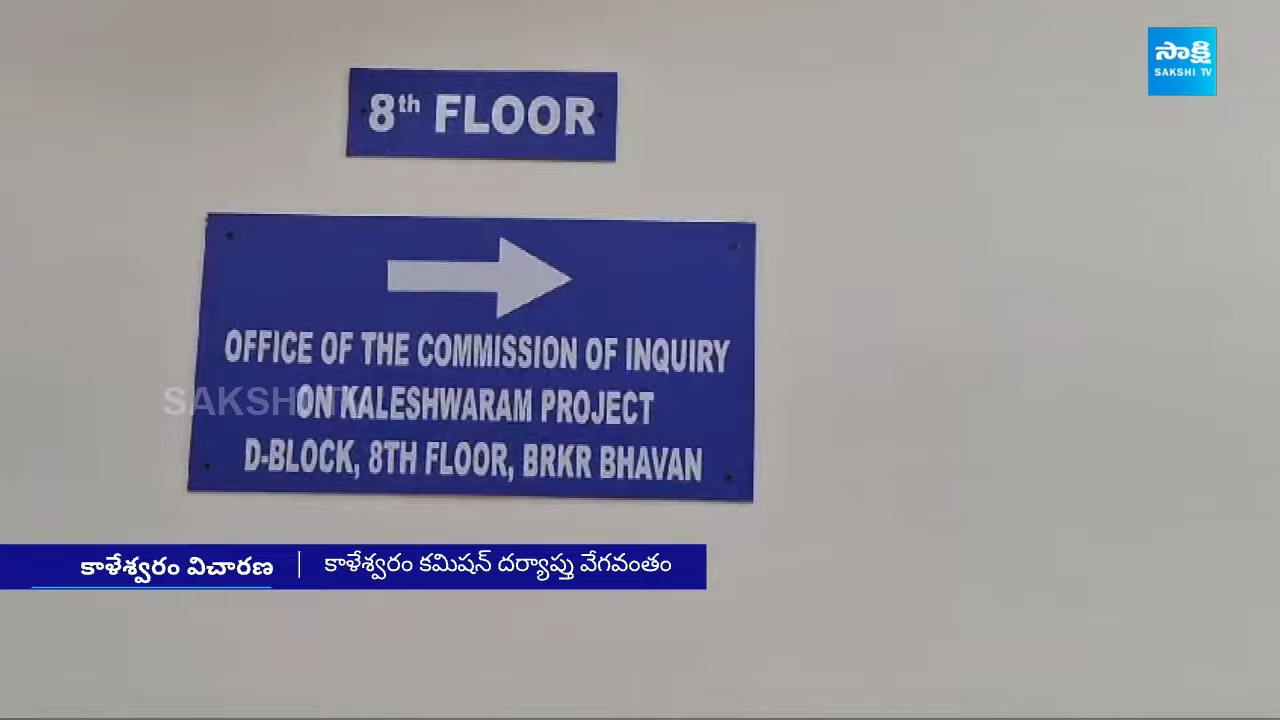 సాక్షి
SAKSHI TV
8th FLOOR
OFFICE OF THE COMMISSION OF INQUIRY
ON KALESHWARAM PROJECT
D-BLOCK, 8TH FLOOR, BRKR BHAVAN
SAKSHI TV
కాళేశ్వరం విచారణ
కాళేశ్వరం కమిషన్ దర్యాప్తు వేగవంతం